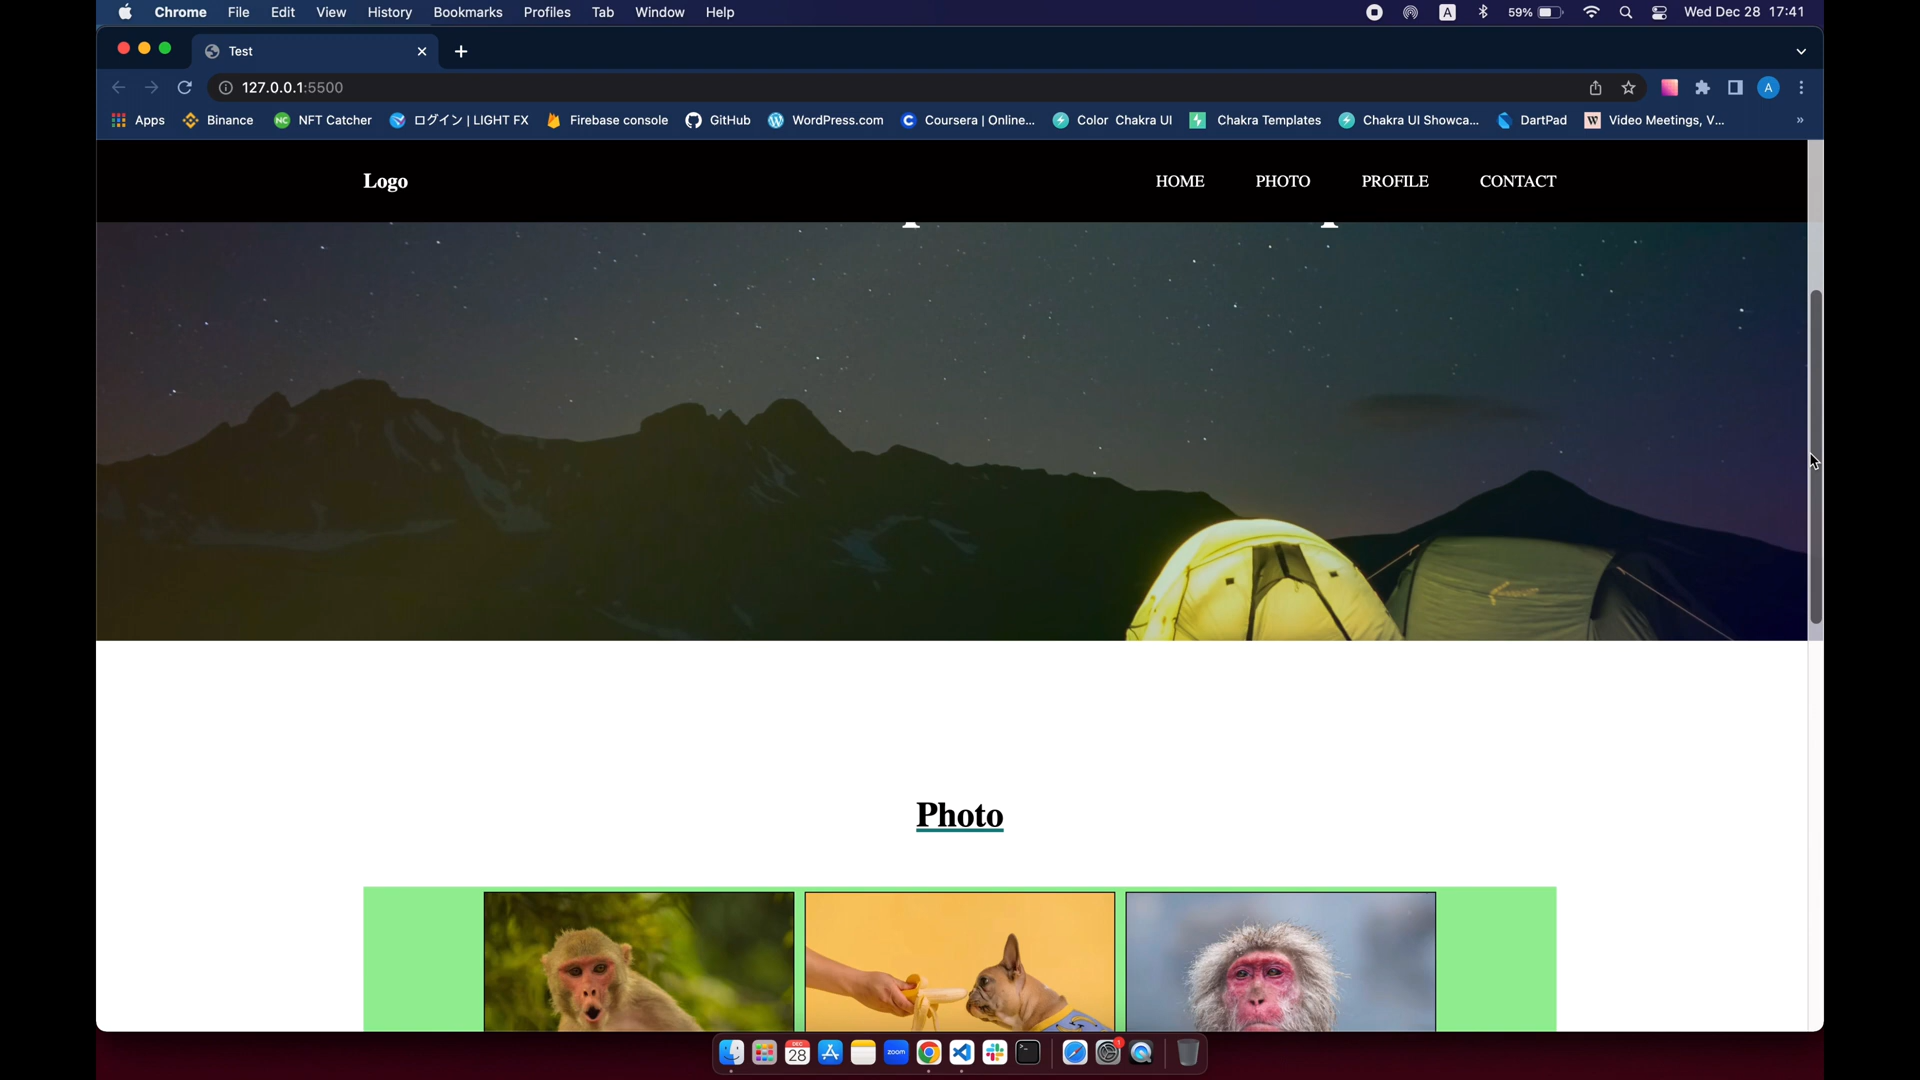 Chrome File Edit View History Bookmarks Profiles Tab Window Help A 59% Wed Dec 28 17:41
Test
127.0.0.1:5500 A
Apps Binance NFT Catcher ログイン | LIGHT FX Firebase console GitHub WordPress.com Coursera | Online... Color Chakra UI Chakra Templates Chakra UI Showca... DartPad Video Meetings, V... »
Logo HOME PHOTO PROFILE CONTACT
Photo
DEC
28 zoom 1